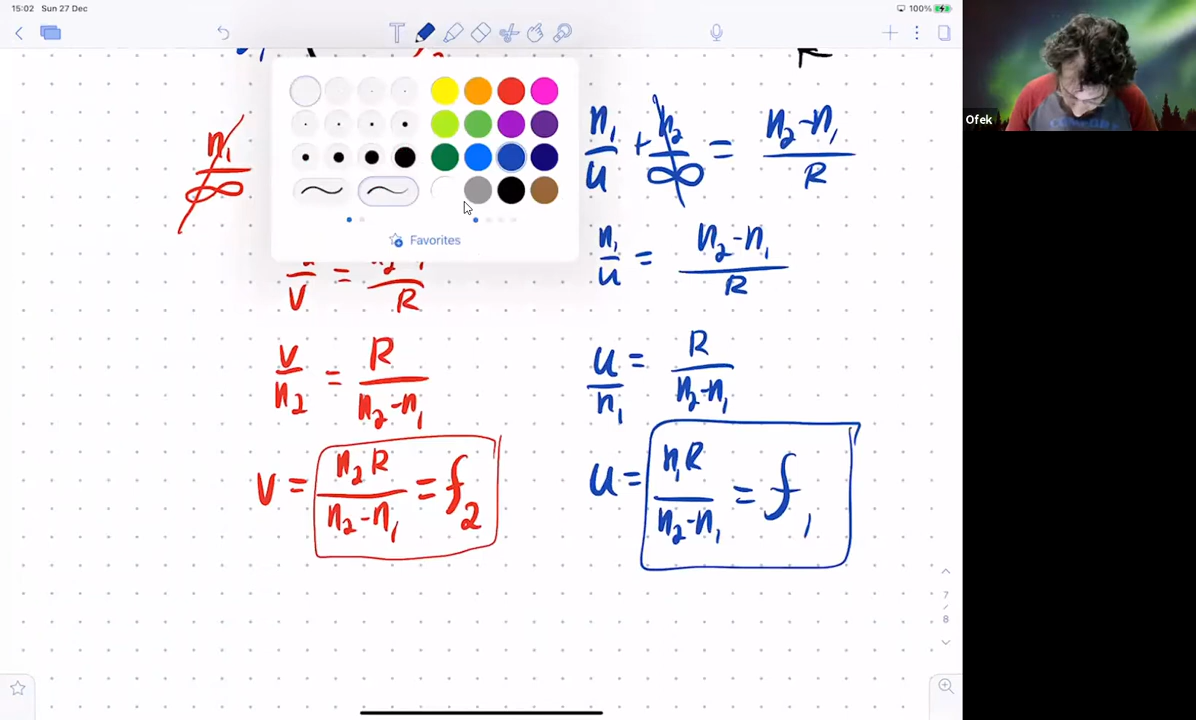 15:02 Sun 27 Dec
100%
T
Ofek
n₁/∞
n₁/u + n₂/∞ = n₂-n₁/R
n₁/u = n₂-n₁/R
Favorites
V = R
v/n₂ = R/n₂-n₁
u/n₁ = R/n₂-n₁
v = n₂R/n₂-n₁ = f₂
u = n₁R/n₂-n₁ = f₁
7
/
8